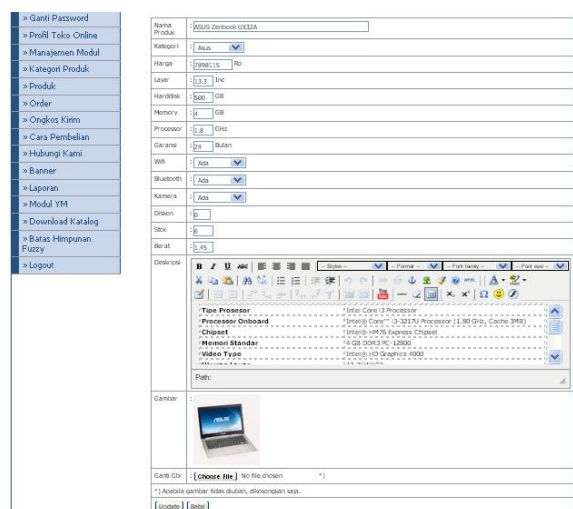 » Ganti Password
» Profil Toko Online
» Manajemen Modul
» Kategori Produk
» Produk
» Order
» Ongkos Kirim
» Cara Pembelian
» Hubungi Kami
» Banner
» Laporan
» Modul YM
» Download Katalog
» Batas Himpunan
Fuzzy
» Logout
Nama Produk : ASUS Zenbook UX32A
Kategori : Asus
Harga : 7898115 Rp
Layar : 13.3 Inc
Harddisk : 500 GB
Memory : 4 GB
Processor : 1.8 GHz
Garansi : 24 Bulan
Wifi : Ada
Bluetooth : Ada
Kamera : Ada
Diskon : 0
Stok : 6
Berat : 1.45
Deskripsi
B I U ABC -- Styles -- -- Format -- -- Font family -- -- Font size --
Tipe Prosesor Intel Core i3 Processor
Processor Onboard Intel® Core™ i3-3217U Processor (1.80 GHz, Cache 3MB)
Chipset Intel® HM76 Express Chipset
Memori Standar 4 GB DDR3 PC-12800
Video Type Intel® HD Graphics 4000
Path:
Gambar :
ASUS
Ganti Gbr : Choose File No file chosen *)
*) Apabila gambar tidak diubah, dikosongkan saja.
Update Batal